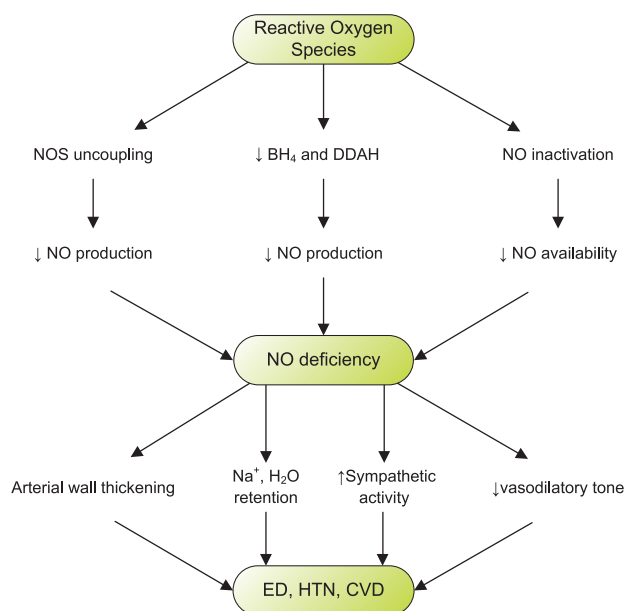 Reactive Oxygen
Species
NOS uncoupling
↓ BH₄ and DDAH
NO inactivation
↓ NO production
↓ NO production
↓ NO availability
NO deficiency
Arterial wall thickening
Na⁺, H₂O
retention
↑Sympathetic
activity
↓vasodilatory tone
ED, HTN, CVD